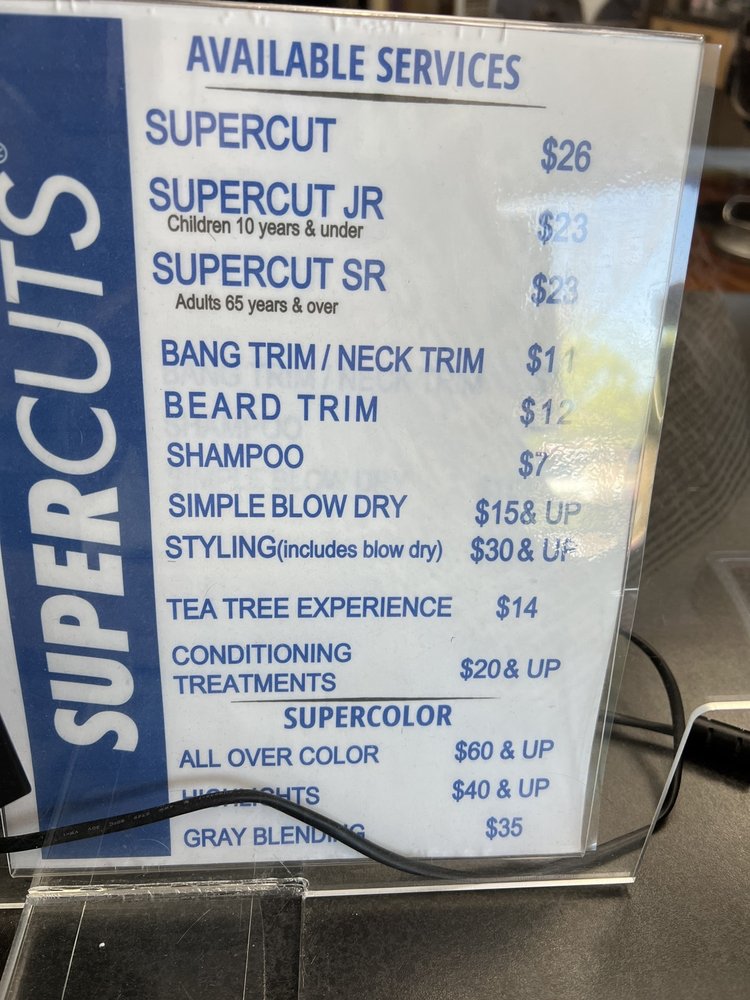 SUPERCUTS®
AVAILABLE SERVICES
SUPERCUT $26
SUPERCUT JR $23
Children 10 years & under
SUPERCUT SR $23
Adults 65 years & over
BANG TRIM / NECK TRIM $11
BEARD TRIM $12
SHAMPOO $7
SIMPLE BLOW DRY $15& UP
STYLING(includes blow dry) $30 & UP
TEA TREE EXPERIENCE $14
CONDITIONING
TREATMENTS $20& UP
SUPERCOLOR
ALL OVER COLOR $60 & UP
HIGHLIGHTS $40 & UP
GRAY BLENDING $35